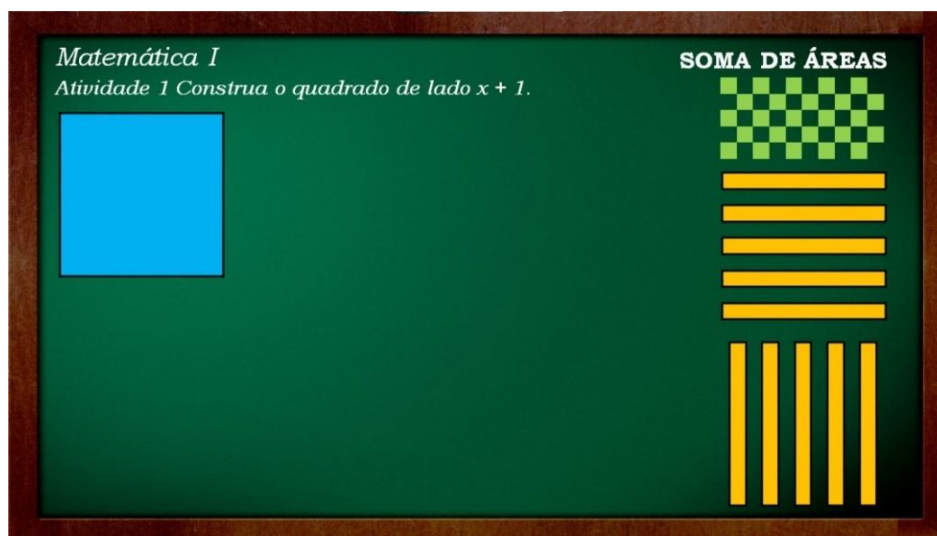 Matemática I
SOMA DE ÁREAS
Atividade 1 Construa o quadrado de lado x + 1.